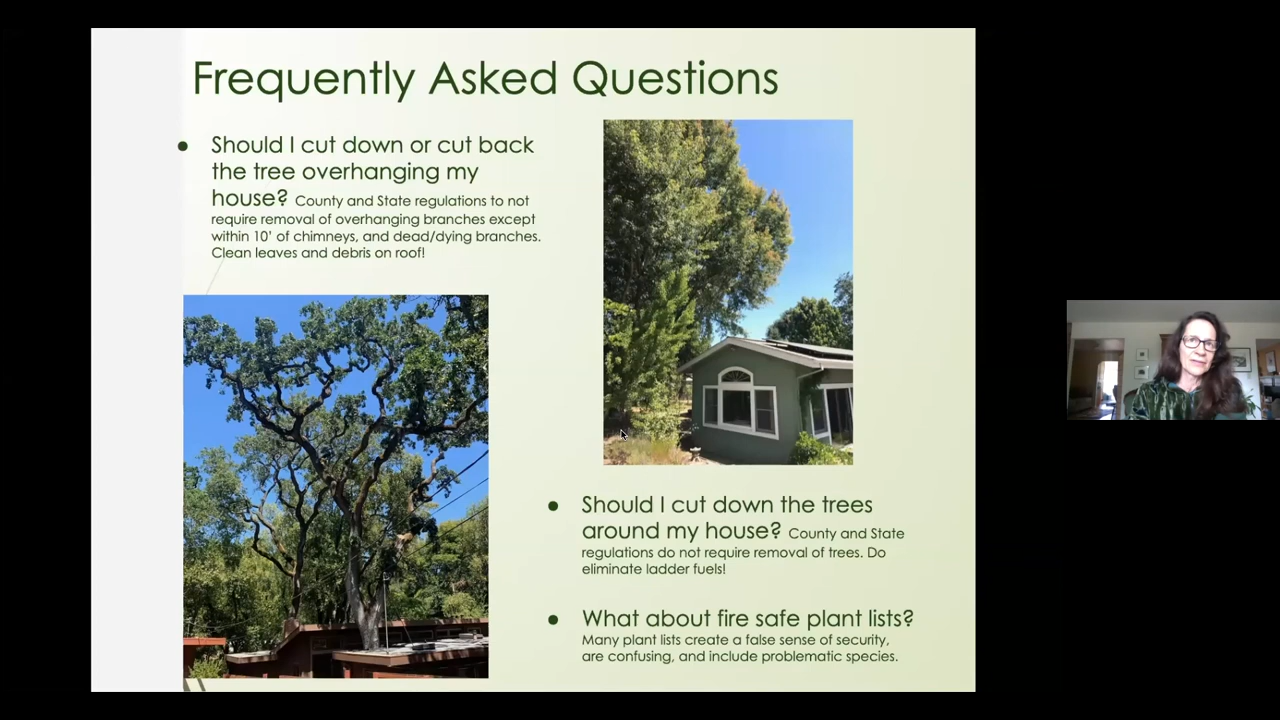 Frequently Asked Questions
● Should I cut down or cut back
the tree overhanging my
house? County and State regulations to not
require removal of overhanging branches except
within 10' of chimneys, and dead/dying branches.
Clean leaves and debris on roof!
● Should I cut down the trees
around my house? County and State
regulations do not require removal of trees. Do
eliminate ladder fuels!
● What about fire safe plant lists?
Many plant lists create a false sense of security,
are confusing, and include problematic species.